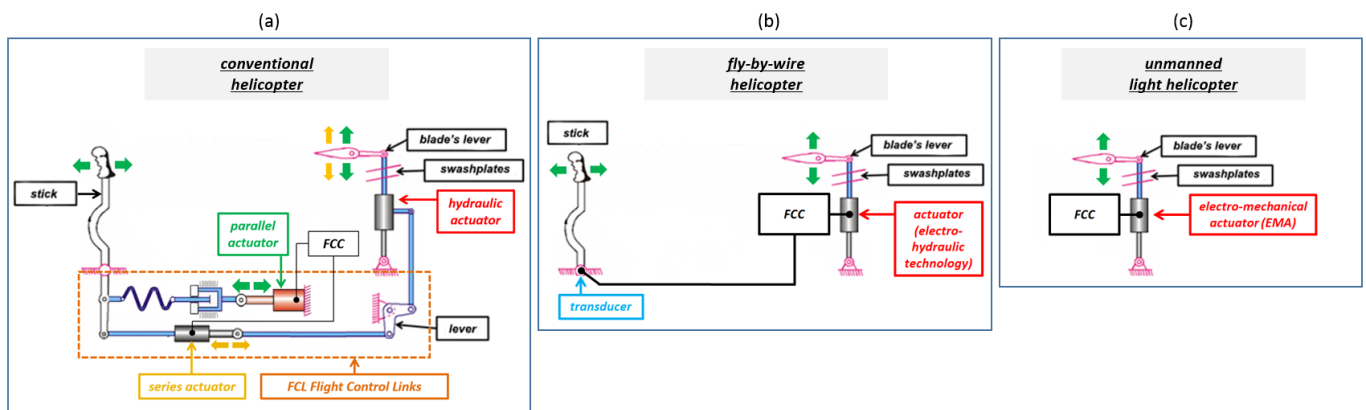 (a)
conventional
helicopter
stick
blade's lever
swashplates
hydraulic
actuator
parallel
actuator
FCC
lever
series actuator
FCL Flight Control Links
(b)
fly-by-wire
helicopter
stick
blade's lever
swashplates
FCC
actuator
(electro-
hydraulic
technology)
transducer
(c)
unmanned
light helicopter
blade's lever
swashplates
FCC
electro-mechanical
actuator (EMA)